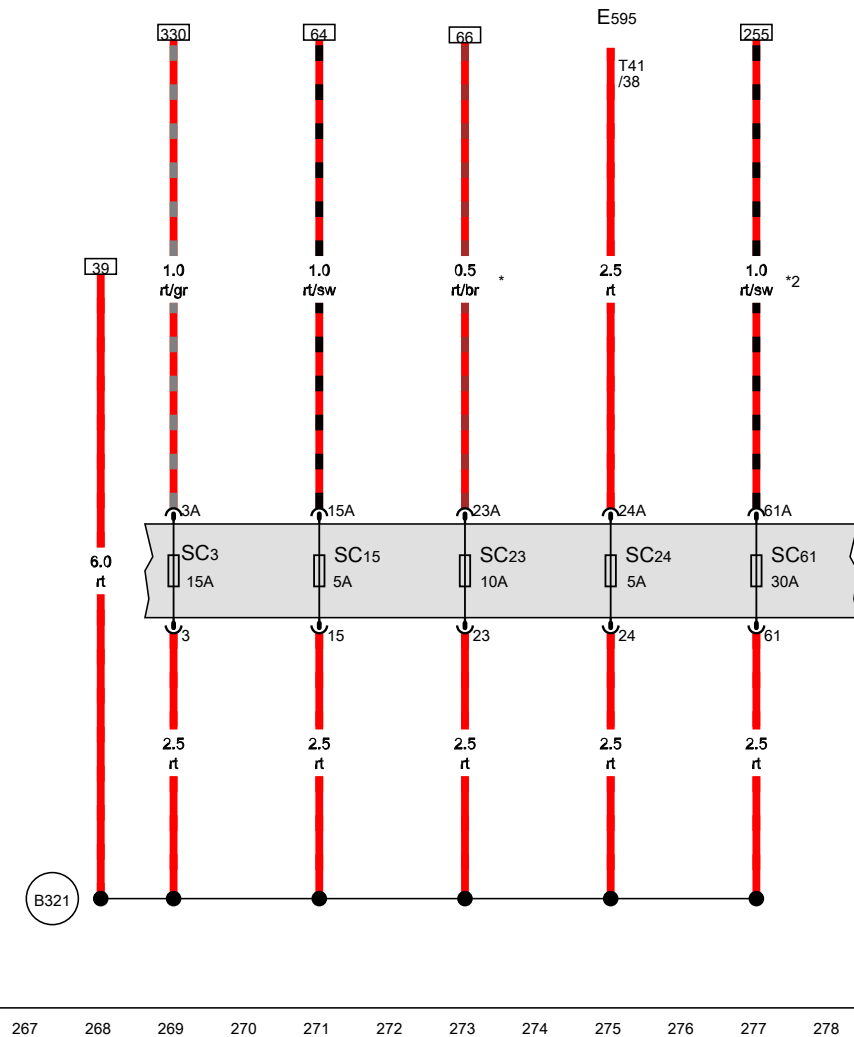 E595
330
64
66
255
T41
/38
39
1.0
rt/gr
1.0
rt/sw
0.5
rt/br
*
2.5
rt
1.0
rt/sw
*2
3A
15A
23A
24A
61A
SC3
15A
SC15
5A
SC23
10A
SC24
5A
SC61
30A
6.0
rt
3
15
23
24
61
2.5
rt
2.5
rt
2.5
rt
2.5
rt
2.5
rt
B321
267 268 269 270 271 272 273 274 275 276 277 278